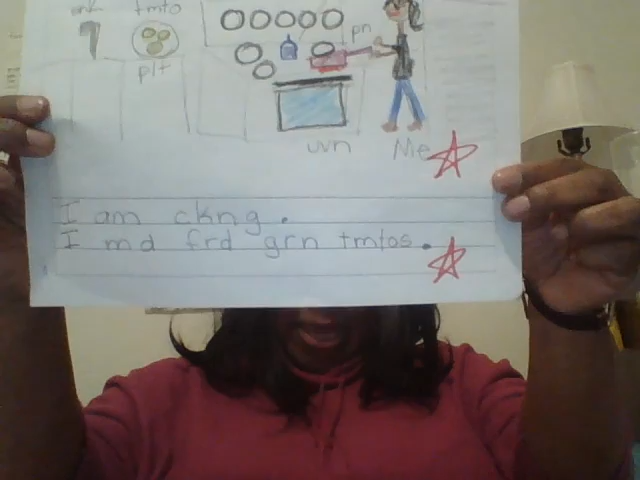 tmto
plt
pn
uvn
Me
I am ckng.
I md frd grn tmtos.